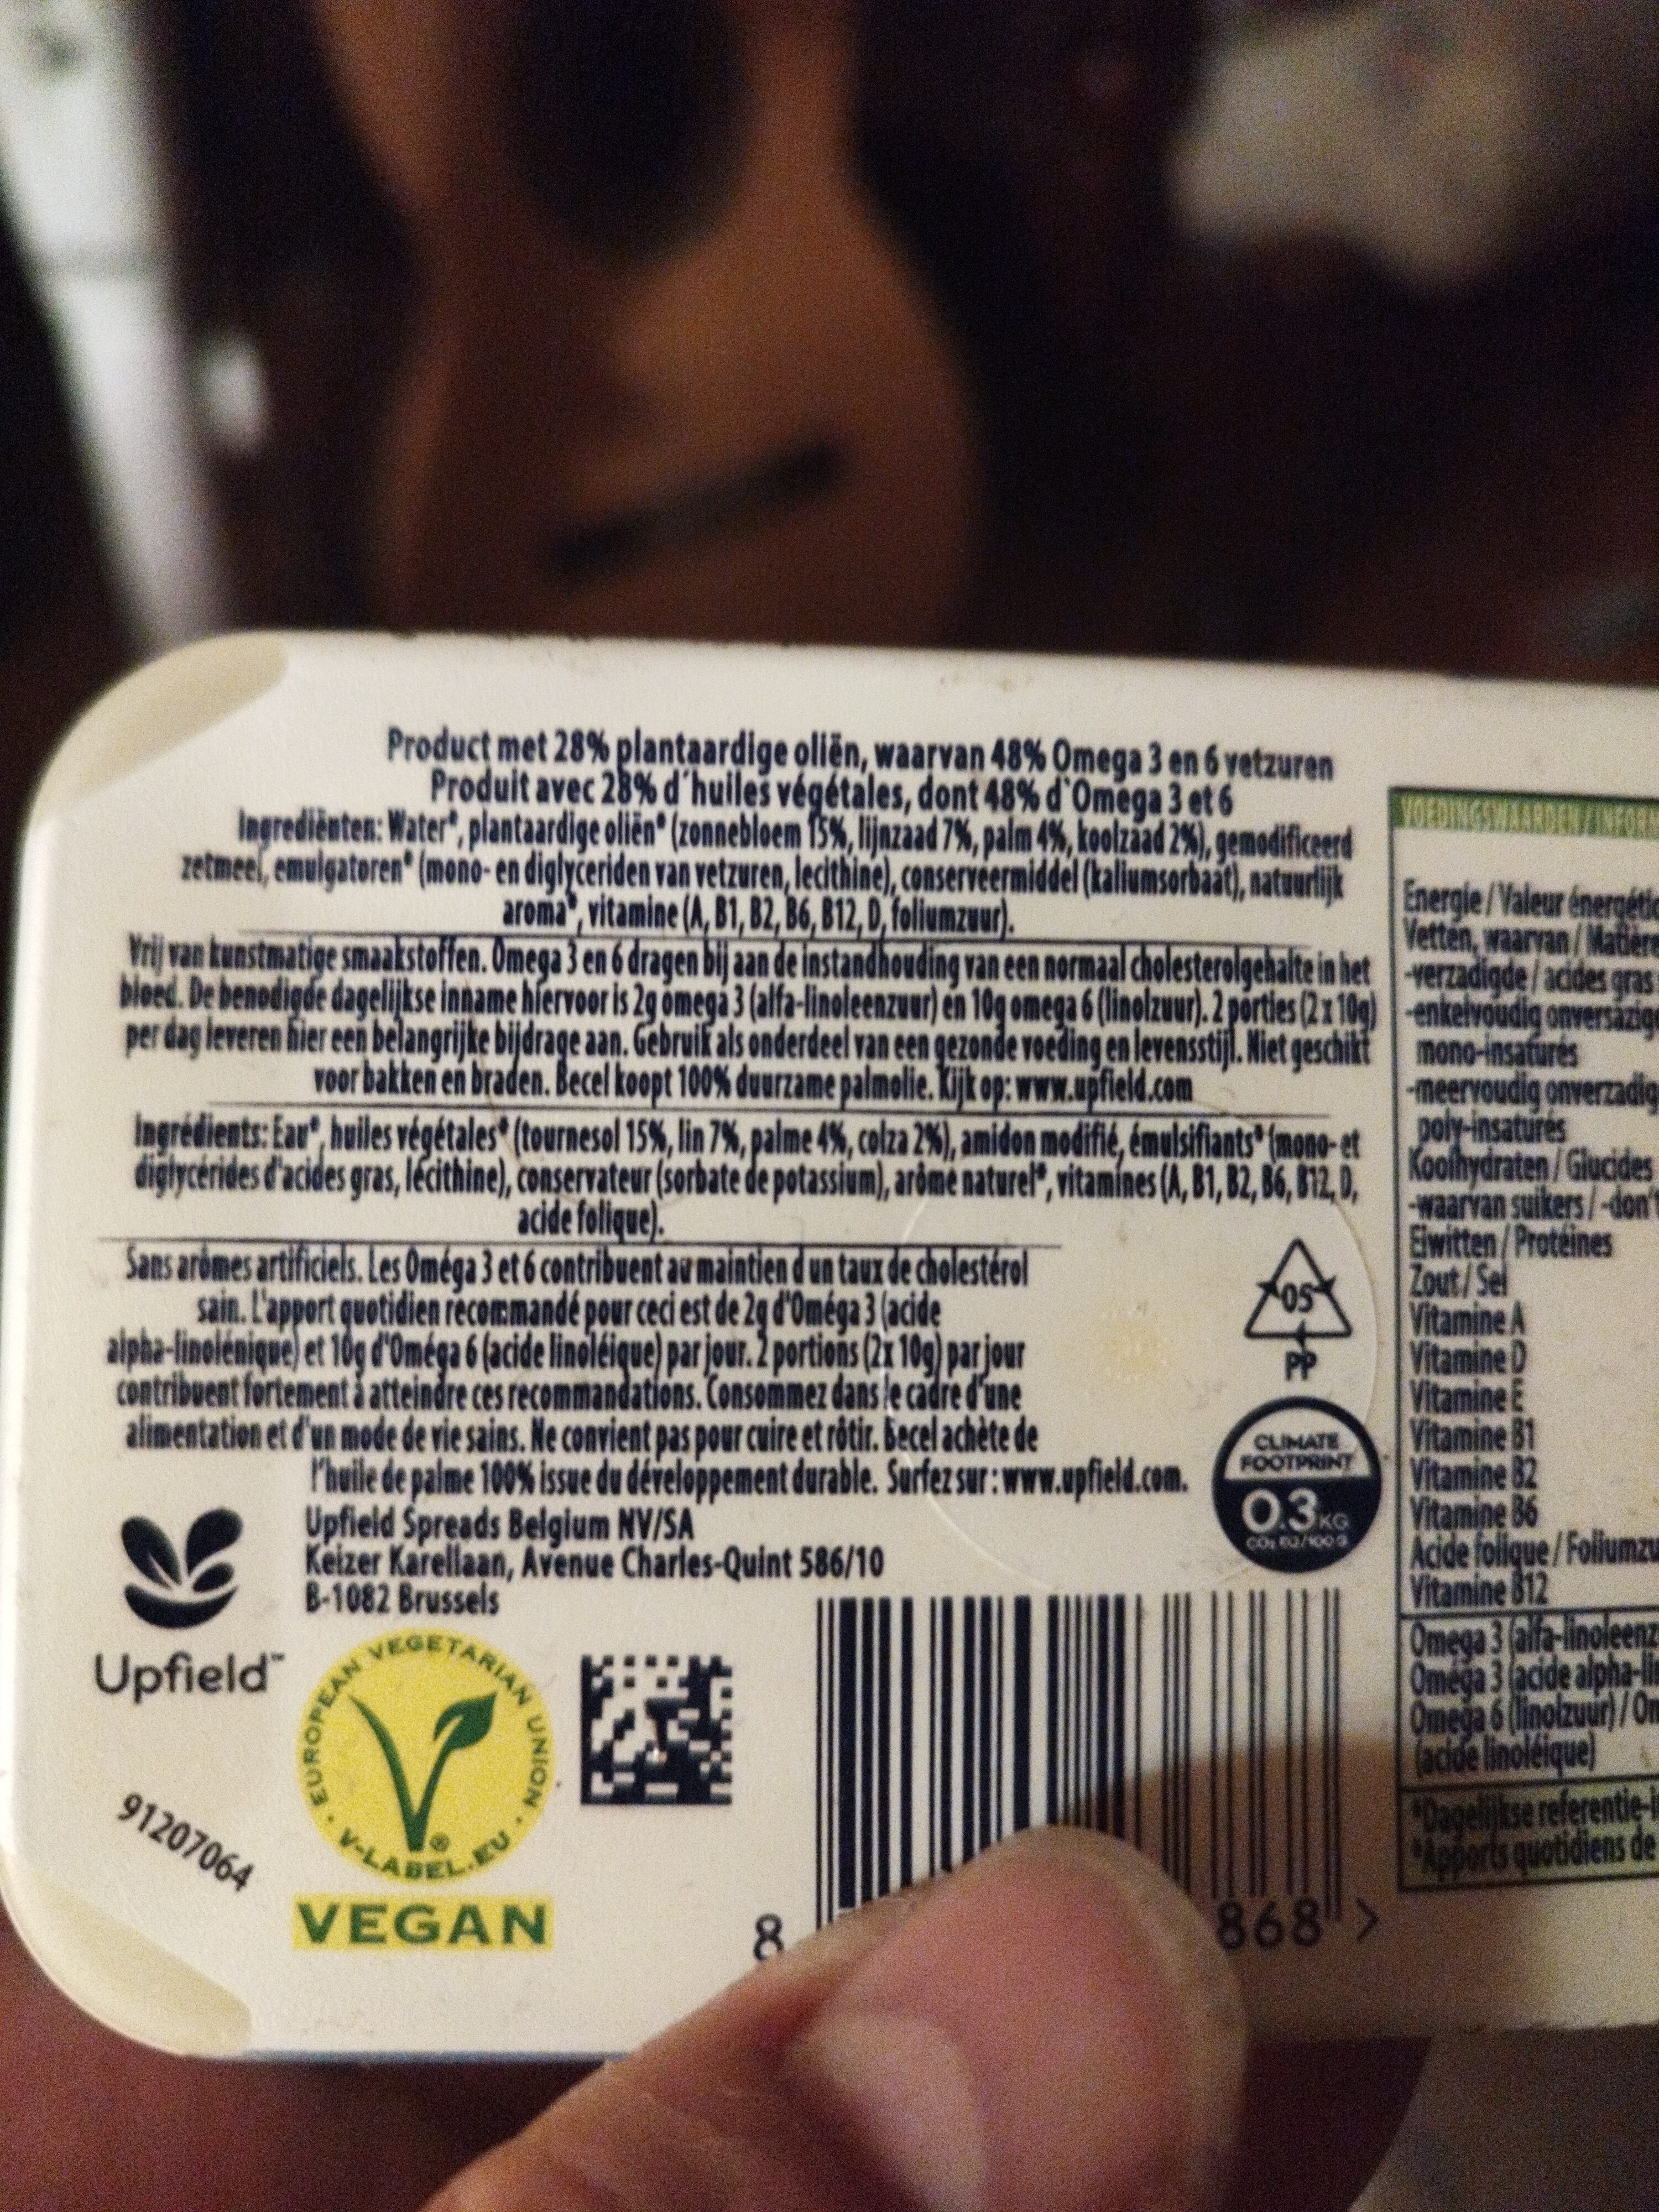 Product met 28% plantaardige oliën, waarvan 48% Omega 3 en 6 vetzuren
Produit avec 28% d´huiles végétales, dont 48% d`Omega 3 et 6
Ingrediënten: Water*, plantaardige oliën* (zonnebloem 15%, lijnzaad 7%, palm 4%, koolzaad 2%), gemodificeerd
zetmeel, emulgatoren* (mono- en diglyceriden van vetzuren, lecithine), conserveermiddel (kaliumsorbaat), natuurlijk
aroma*, vitamine (A, B1, B2, B6, B12, D, foliumzuur).
Vrij van kunstmatige smaakstoffen. Omega 3 en 6 dragen bij aan de instandhouding van een normaal cholesterolgehalte in het
bloed. De benodigde dagelijkse inname hiervoor is 2g omega 3 (alfa-linoleenzuur) en 10g omega 6 (linolzuur). 2 porties (2 x 10g)
per dag leveren hier een belangrijke bijdrage aan. Gebruik als onderdeel van een gezonde voeding en levensstijl. Niet geschikt
voor bakken en braden. Becel koopt 100% duurzame palmolie. Kijk op: www.upfield.com
Ingrédients: Eau*, huiles végétales* (tournesol 15%, lin 7%, palme 4%, colza 2%), amidon modifié, émulsifiants* (mono- et
diglycérides d'acides gras, lécithine), conservateur (sorbate de potassium), arôme naturel*, vitamines (A, B1, B2, B6, B12, D,
acide folique).
Sans arômes artificiels. Les Oméga 3 et 6 contribuent au maintien d un taux de cholestérol
sain. L'apport quotidien recommandé pour ceci est de 2g d'Oméga 3 (acide
alpha-linolénique) et 10g d'Oméga 6 (acide linoléique) par jour. 2 portions (2x 10g) par jour
contribuent fortement à atteindre ces recommandations. Consommez dans le cadre d'une
alimentation et d'un mode de vie sains. Ne convient pas pour cuire et rôtir. Becel achète de
l'huile de palme 100% issue du développement durable. Surfez sur : www.upfield.com.
Upfield Spreads Belgium NV/SA
Keizer Karellaan, Avenue Charles-Quint 586/10
B-1082 Brussels
Upfield™
91207064
EUROPEAN VEGETARIAN UNION
V-LABEL.EU
®
VEGAN
05
PP
CLIMATE
FOOTPRINT
0.3 KG
CO₂ EQ/100 G
8
868 >
VOEDINGSWAARDEN / INFORM
Energie / Valeur énergétiq
Vetten, waarvan / Matière
-verzadigde / acides gras
-enkelvoudig onversazig
mono-insaturés
-meervoudig onverzadig
poly-insaturés
Koolhydraten / Glucides
-waarvan suikers / -don't
Eiwitten / Protéines
Zout / Sel
Vitamine A
Vitamine D
Vitamine E
Vitamine B1
Vitamine B2
Vitamine B6
Acide folique / Foliumzu
Vitamine B12
Omega 3 (alfa-linoleenz
Oméga 3 (acide alpha-li
Omega 6 (linolzuur) / Om
(acide linoléique)
*Dagelijkse referentie-i
*Apports quotidiens de